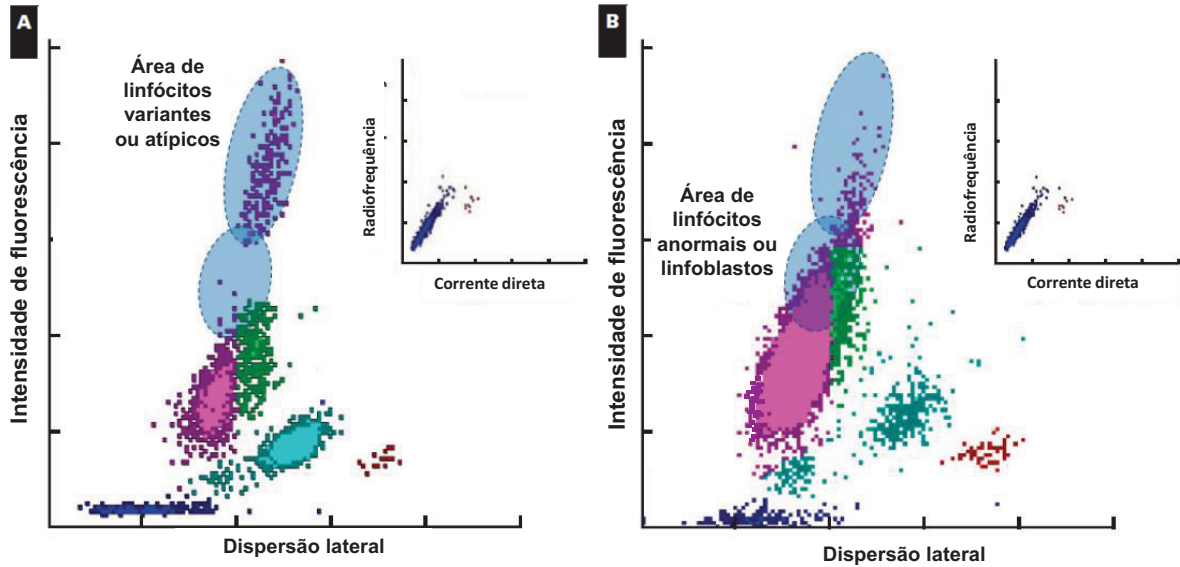 A
Intensidade de fluorescência
Área de
linfócitos
variantes
ou atípicos
Radiofrequência
Corrente direta
Dispersão lateral
B
Intensidade de fluorescência
Área de
linfócitos
anormais ou
linfoblastos
Radiofrequência
Corrente direta
Dispersão lateral